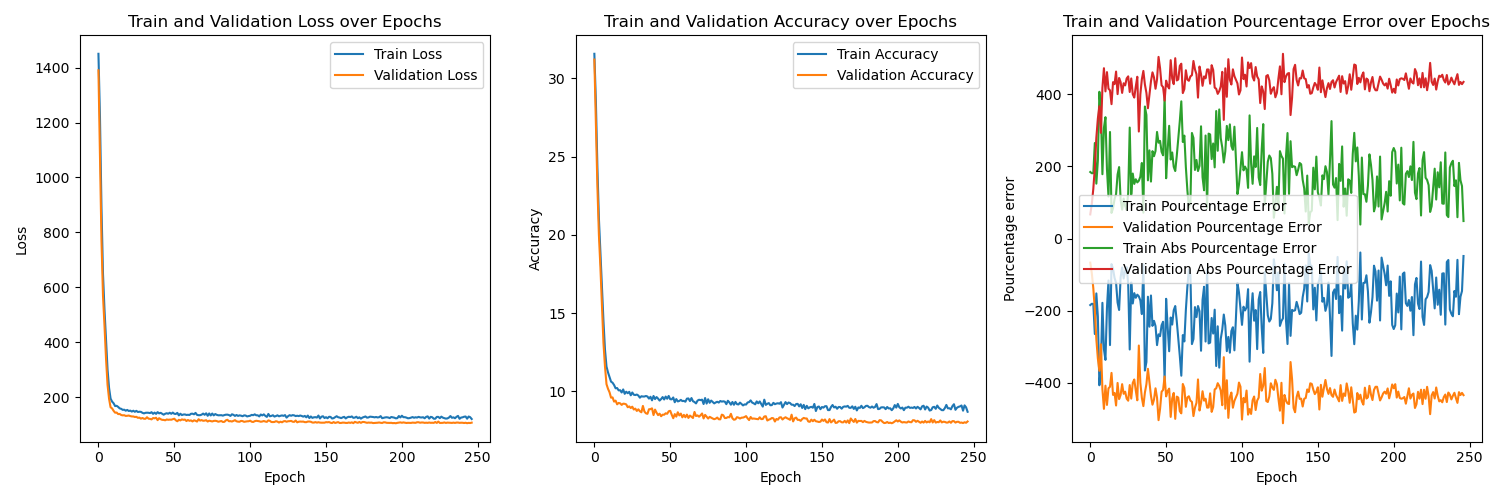 Train and Validation Loss over Epochs
Loss
1400
1200
1000
800
600
400
200
0
50
100
150
200
250
Epoch
Train Loss
Validation Loss
Train and Validation Accuracy over Epochs
Accuracy
30
25
20
15
10
0
50
100
150
200
250
Epoch
Train Accuracy
Validation Accuracy
Train and Validation Pourcentage Error over Epochs
Pourcentage error
400
200
0
−200
−400
0
50
100
150
200
250
Epoch
Train Pourcentage Error
Validation Pourcentage Error
Train Abs Pourcentage Error
Validation Abs Pourcentage Error